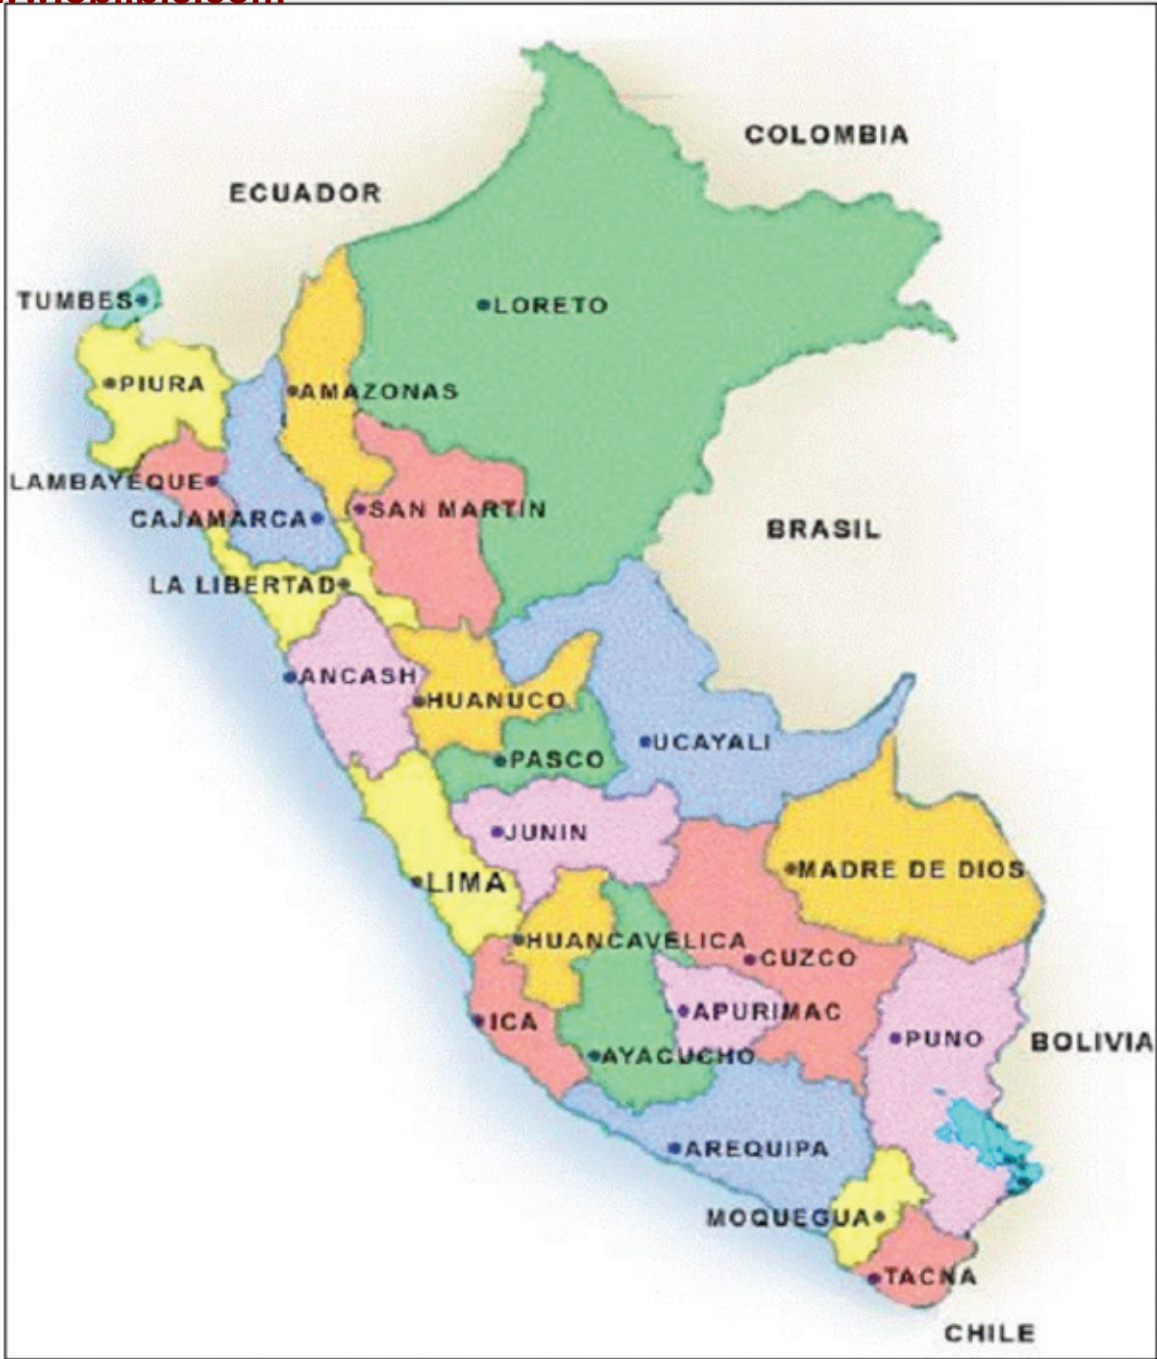 COLOMBIA
ECUADOR
TUMBES
LORETO
PIURA
AMAZONAS
LAMBAYEQUE
SAN MARTIN
CAJAMARCA
BRASIL
LA LIBERTAD
ANCASH
HUANUCO
UCAYALI
PASCO
JUNIN
MADRE DE DIOS
LIMA
HUANCAVELICA
CUZCO
APURIMAC
ICA
PUNO
BOLIVIA
AYACUCHO
AREQUIPA
MOQUEGUA
TACNA
CHILE